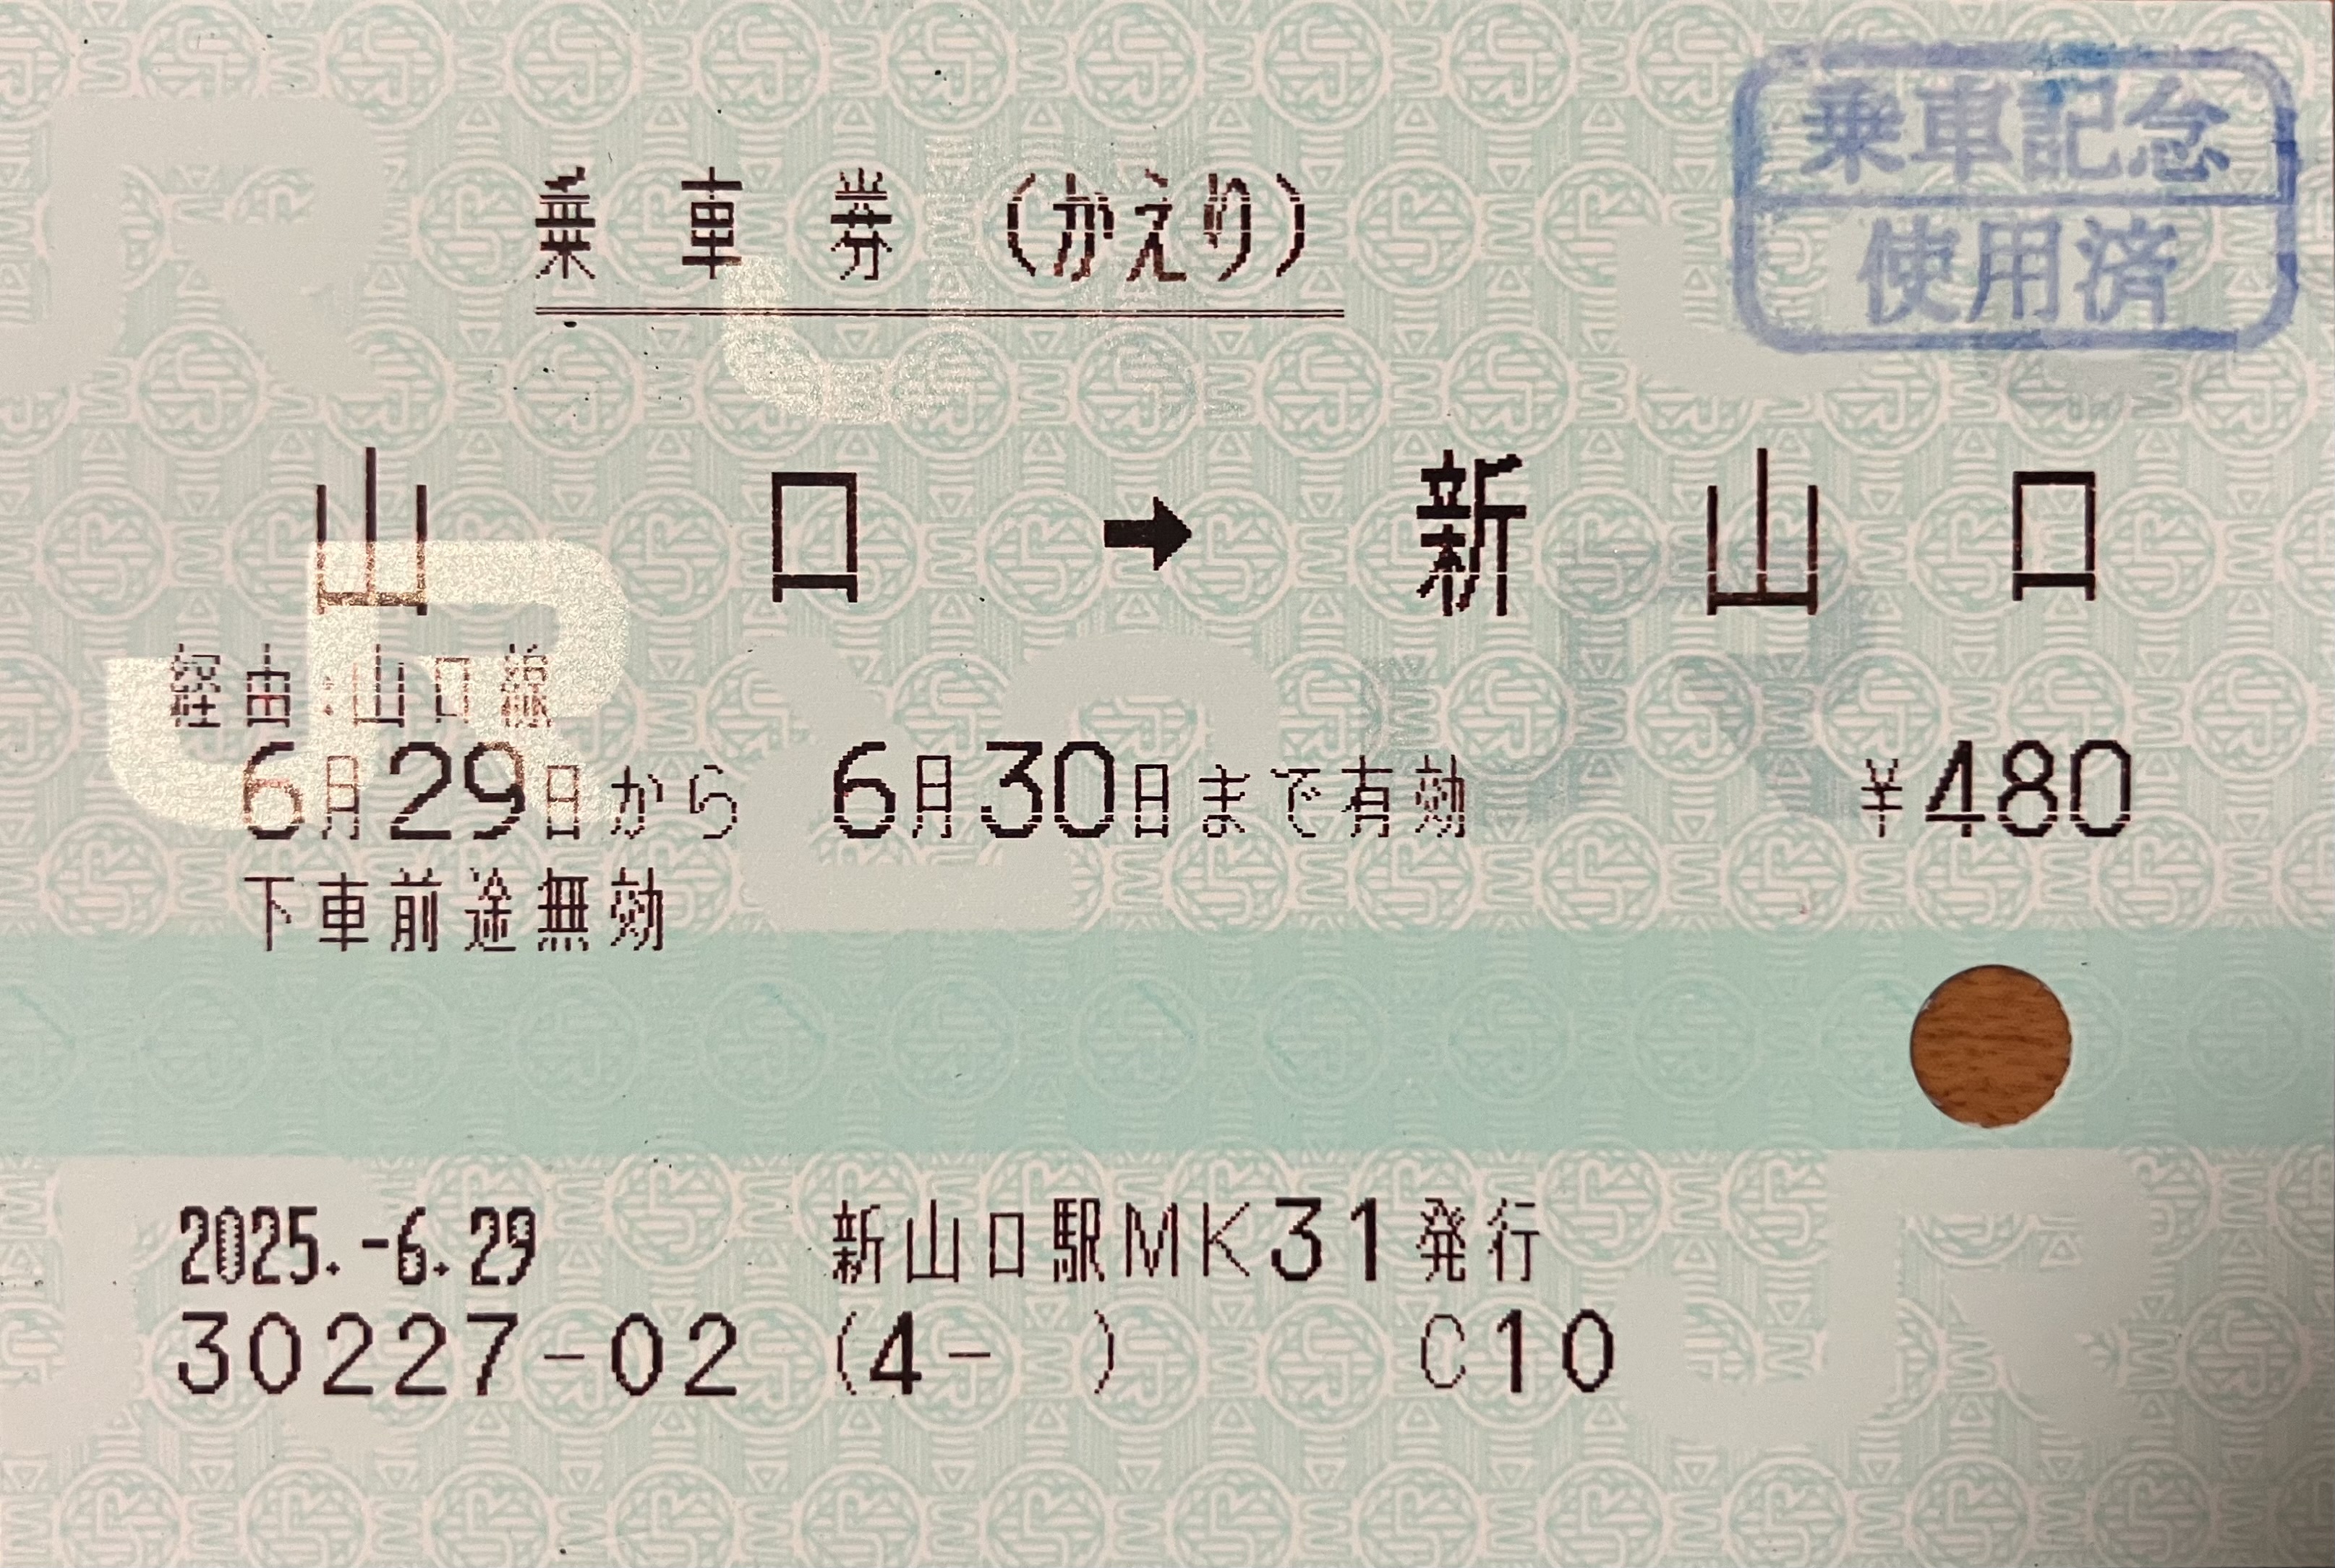 乗車券(かえり)
乗車記念
使用済
山口➡新山口
経由:山口線
6月29日から 6月30日まで有効 ¥480
下車前途無効
2025.-6.29 新山口駅MK31発行
30227-02 (4- ) C10
JR